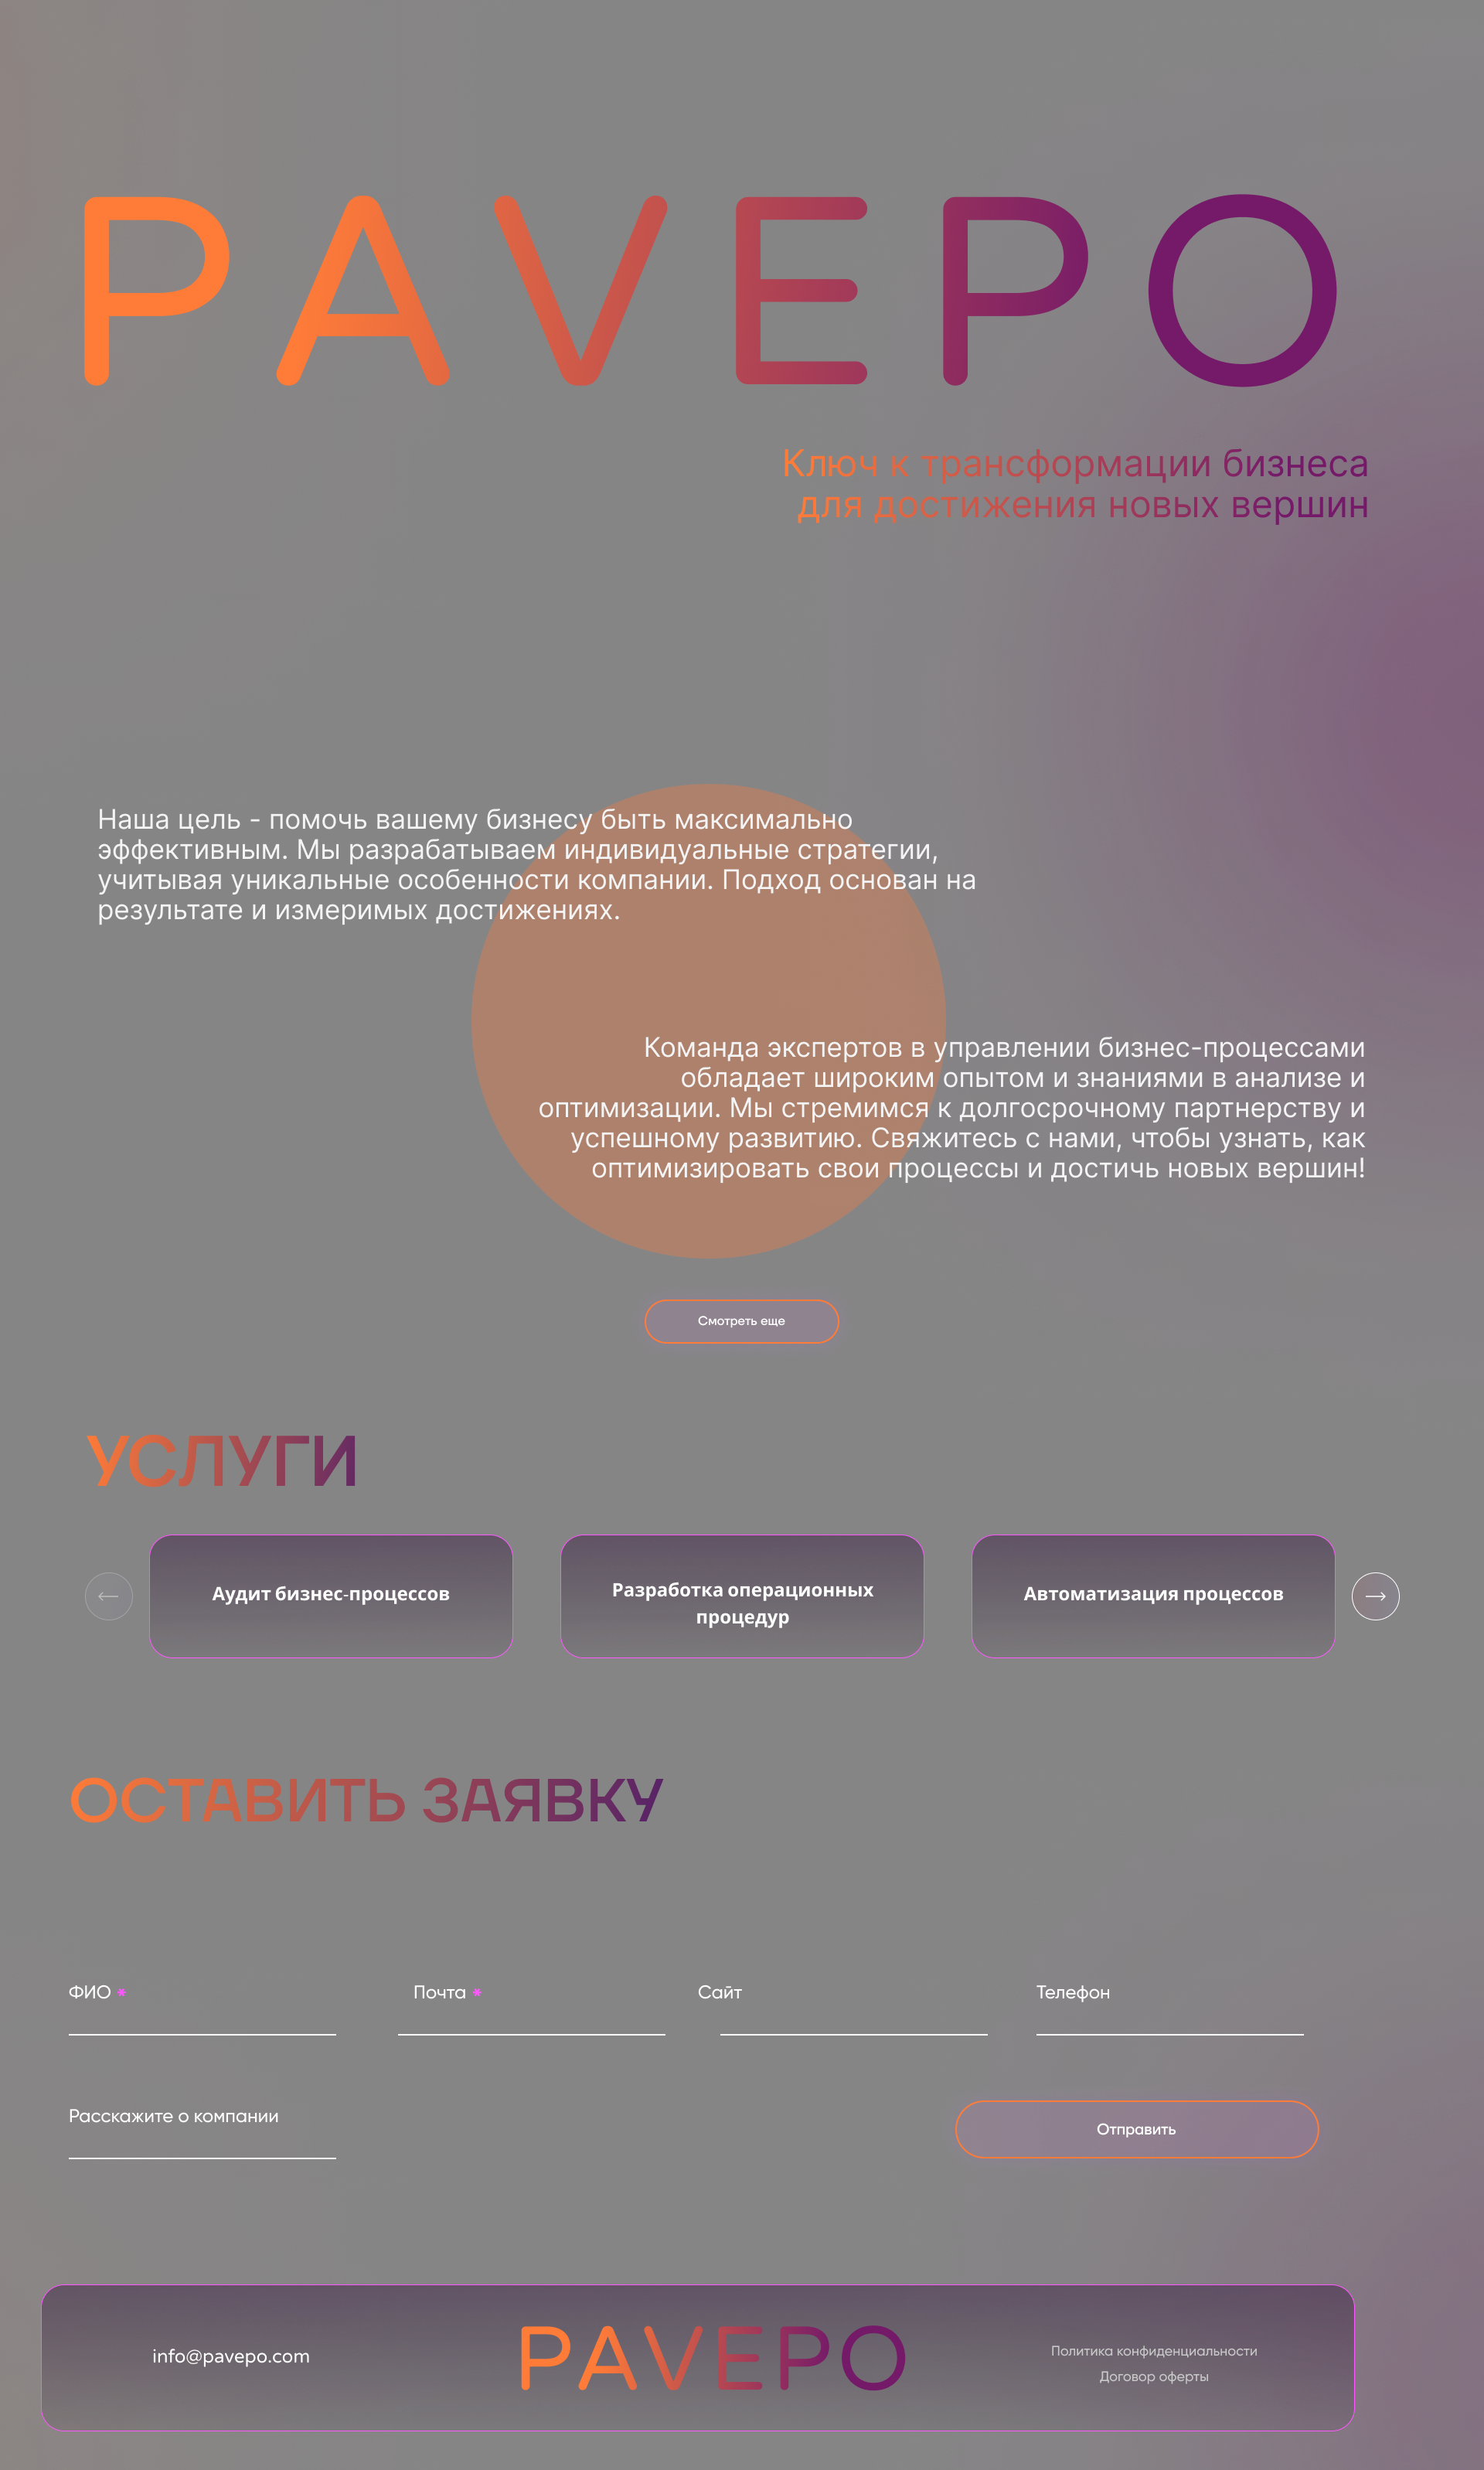 PAVEPO
Ключ к трансформации бизнеса
для достижения новых вершин
Наша цель - помочь вашему бизнесу быть максимально
эффективным. Мы разрабатываем индивидуальные стратегии,
учитывая уникальные особенности компании. Подход основан на
результате и измеримых достижениях.
Команда экспертов в управлении бизнес-процессами
обладает широким опытом и знаниями в анализе и
оптимизации. Мы стремимся к долгосрочному партнерству и
успешному развитию. Свяжитесь с нами, чтобы узнать, как
оптимизировать свои процессы и достичь новых вершин!
Смотреть еще
УСЛУГИ
Аудит бизнес-процессов
Разработка операционных
процедур
Автоматизация процессов
ОСТАВИТЬ ЗАЯВКУ
ФИО *
Почта *
Сайт
Телефон
Расскажите о компании
Отправить
info@pavepo.com
PAVEPO
Политика конфиденциальности
Договор оферты